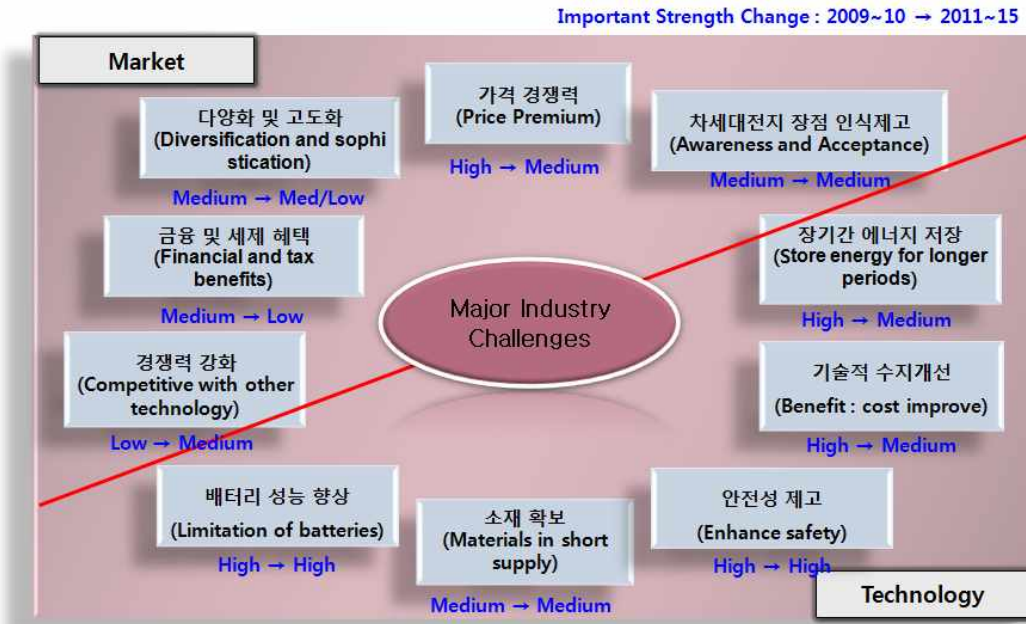 Important Strength Change : 2009~10 → 2011~15
Market
가격 경쟁력
(Price Premium)
High → Medium
다양화 및 고도화
(Diversification and sophi
stication)
Medium → Med/Low
차세대전지 장점 인식제고
(Awareness and Acceptance)
Medium → Medium
금융 및 세제 혜택
(Financial and tax
benefits)
Medium → Low
장기간 에너지 저장
(Store energy for longer
periods)
High → Medium
Major Industry
Challenges
경쟁력 강화
(Competitive with other
technology)
Low → Medium
기술적 수지개선
(Benefit : cost improve)
High → Medium
배터리 성능 향상
(Limitation of batteries)
High → High
소재 확보
(Materials in short
supply)
Medium → Medium
안전성 제고
(Enhance safety)
High → High
Technology